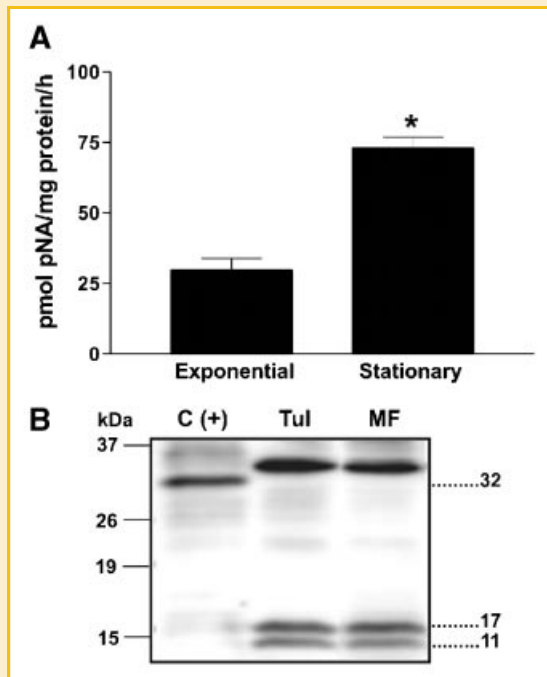 A
100
75
50
25
0
pmol pNA/mg protein/h
*
Exponential Stationary
B
kDa C (+) Tul MF
37
32
26
19
17
15
11